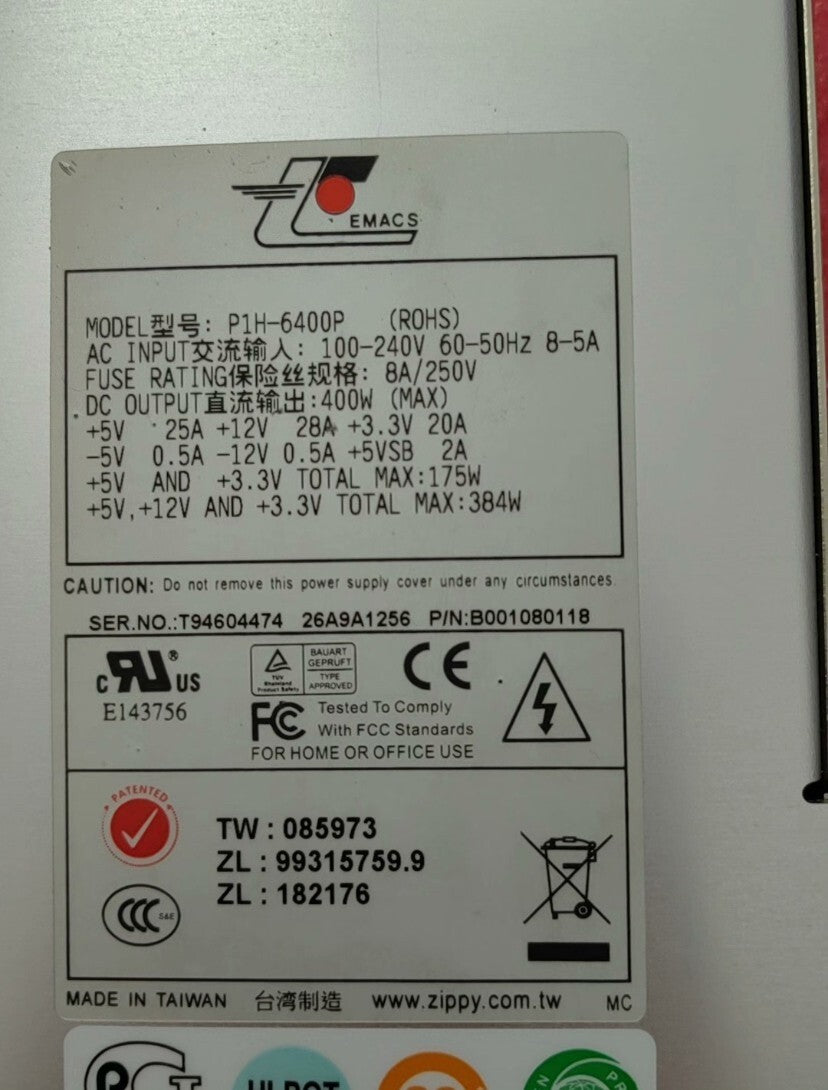 EMACS
MODEL型号: P1H-6400P (ROHS)
AC INPUT交流输入: 100-240V 60-50Hz 8-5A
FUSE RATING保险丝规格: 8A/250V
DC OUTPUT直流输出:400W (MAX)
+5V 25A +12V 28A +3.3V 20A
-5V 0.5A -12V 0.5A +5VSB 2A
+5V AND +3.3V TOTAL MAX:175W
+5V,+12V AND +3.3V TOTAL MAX:384W
CAUTION: Do not remove this power supply cover under any circumstances
SER.NO.:T94604474 26A9A1256 P/N:B001080118
c RU ® US
E143756
TUV Rheinland Product Safety
BAUART GEPRUFT
TYPE APPROVED
CE
FC Tested To Comply
With FCC Standards
FOR HOME OR OFFICE USE
PATENTED
TW : 085973
ZL : 99315759.9
ZL : 182176
CCC S&E
MADE IN TAIWAN 台湾制造 www.zippy.com.tw MC